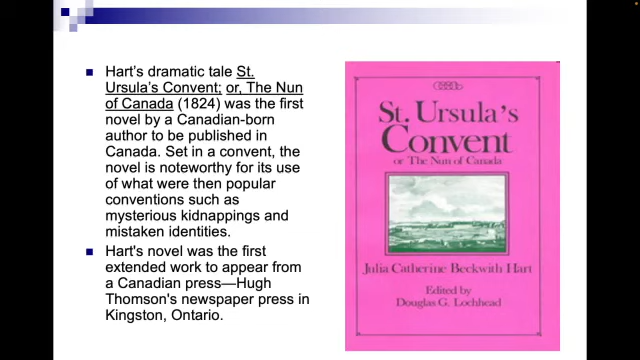 Hart's dramatic tale St.
Ursula's Convent; or, The Nun
of Canada (1824) was the first
novel by a Canadian-born
author to be published in
Canada. Set in a convent, the
novel is noteworthy for its use
of what were then popular
conventions such as
mysterious kidnappings and
mistaken identities.
Hart's novel was the first
extended work to appear from
a Canadian press—Hugh
Thomson's newspaper press in
Kingston, Ontario.
St. Ursula's
Convent
or The Nun of Canada
Julia Catherine Beckwith Hart
Edited by
Douglas G. Lochhead